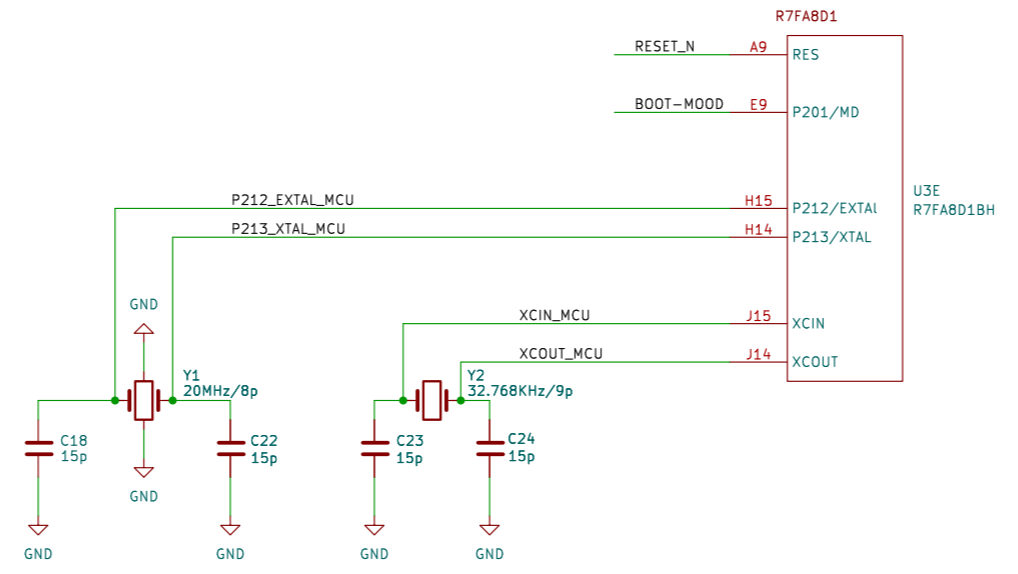 R7FA8D1
RESET_N
A9
RES
BOOT-MOOD
E9
P201/MD
U3E
R7FA8D1BH
P212_EXTAL_MCU
H15
P212/EXTAl
P213_XTAL_MCU
H14
P213/XTAL
GND
XCIN_MCU
J15
XCIN
XCOUT_MCU
J14
XCOUT
Y1
20MHz/8p
Y2
32.768KHz/9p
C18
15p
C22
15p
C23
15p
C24
15p
GND
GND
GND
GND
GND